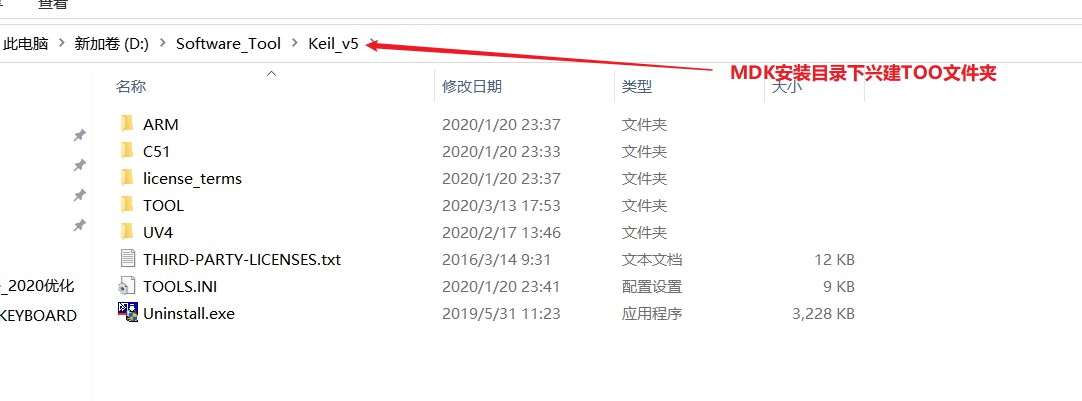 查看
此电脑 > 新加卷 (D:) > Software_Tool > Keil_v5 >
MDK安装目录下兴建TOO文件夹
名称 修改日期 类型 大小
ARM 2020/1/20 23:37 文件夹
C51 2020/1/20 23:33 文件夹
license_terms 2020/1/20 23:37 文件夹
TOOL 2020/3/13 17:53 文件夹
UV4 2020/2/17 13:46 文件夹
THIRD-PARTY-LICENSES.txt 2016/3/14 9:31 文本文档 12 KB
_2020优化
TOOLS.INI 2020/1/20 23:41 配置设置 9 KB
KEYBOARD
Uninstall.exe 2019/5/31 11:23 应用程序 3,228 KB